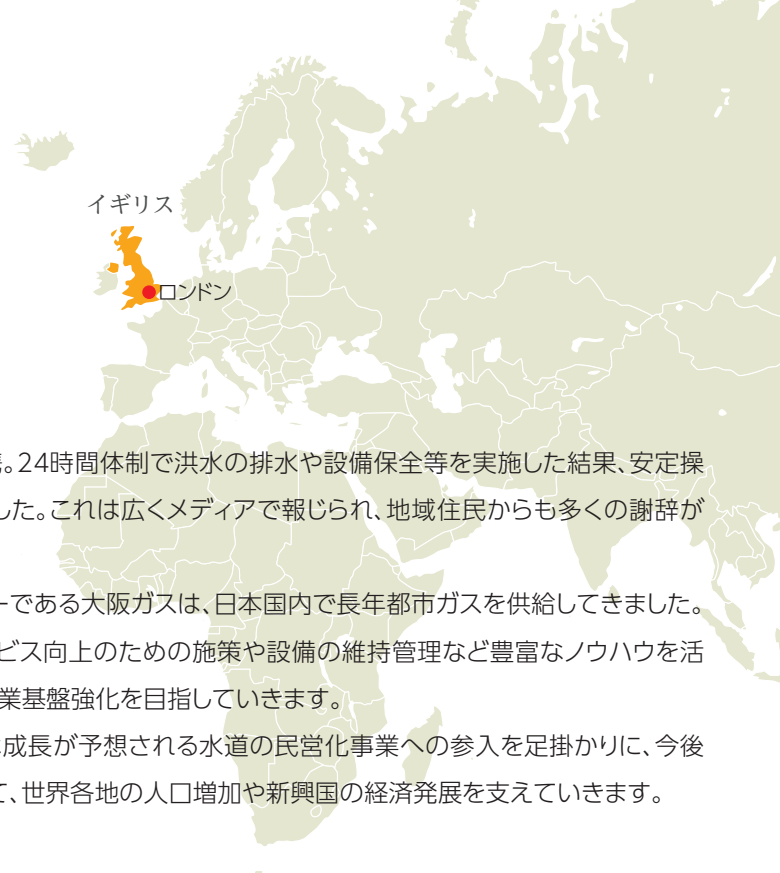 イギリス
ロンドン
。24時間体制で洪水の排水や設備保全等を実施した結果、安定操
した。これは広くメディアで報じられ、地域住民からも多くの謝辞が
ーである大阪ガスは、日本国内で長年都市ガスを供給してきました。
ビス向上のための施策や設備の維持管理など豊富なノウハウを活
業基盤強化を目指していきます。
成長が予想される水道の民営化事業への参入を足掛かりに、今後
て、世界各地の人口増加や新興国の経済発展を支えていきます。